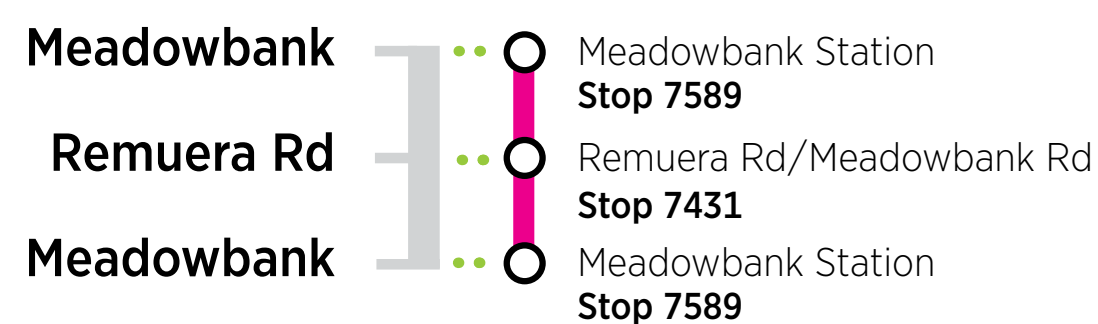 Meadowbank
Meadowbank Station
Stop 7589
Remuera Rd
Remuera Rd/Meadowbank Rd
Stop 7431
Meadowbank
Meadowbank Station
Stop 7589